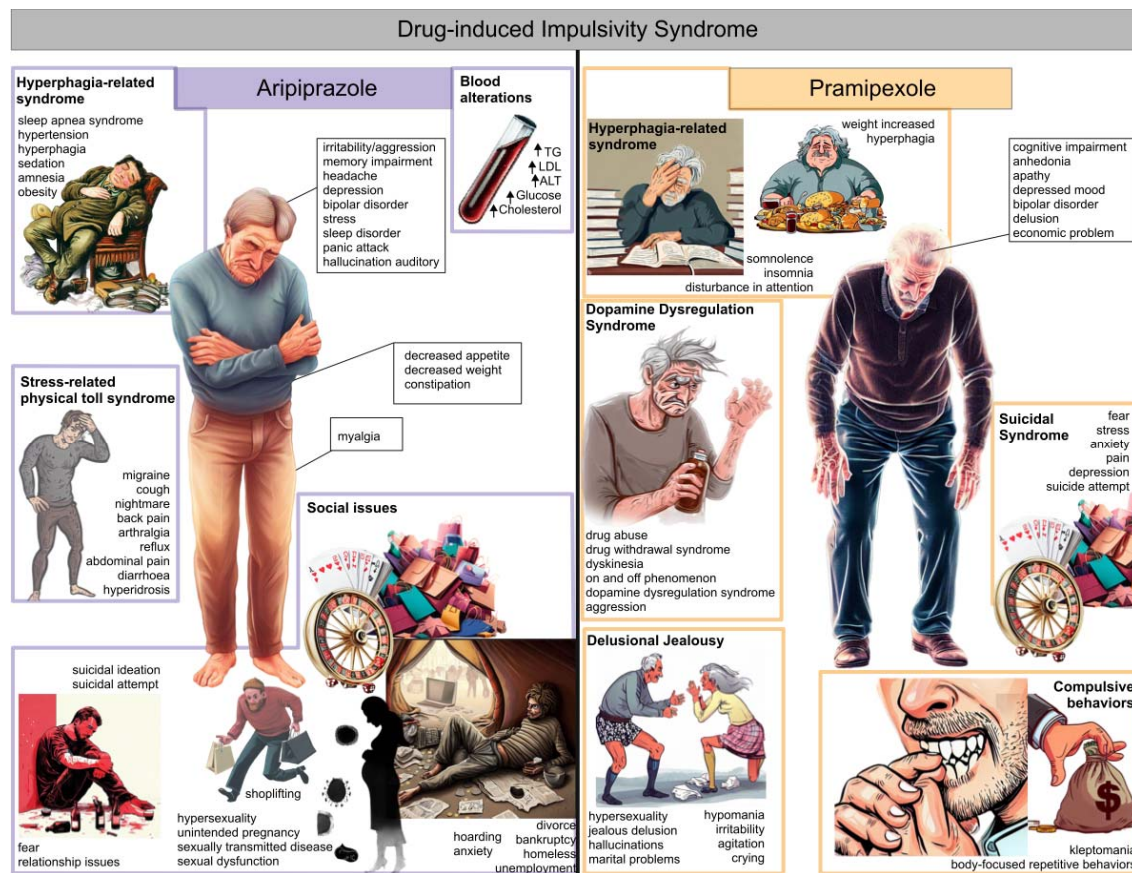 Drug-induced Impulsivity Syndrome
Aripiprazole
Hyperphagia-related
syndrome
sleep apnea syndrome
hypertension
hyperphagia
sedation
amnesia
obesity
irritability/aggression
memory impairment
headache
depression
bipolar disorder
stress
sleep disorder
panic attack
hallucination auditory
Blood
alterations
TG
LDL
ALT
Glucose
Cholesterol
decreased appetite
decreased weight
constipation
myalgia
Stress-related
physical toll syndrome
migraine
cough
nightmare
back pain
arthralgia
reflux
abdominal pain
diarrhoea
hyperidrosis
Social issues
suicidal ideation
suicidal attempt
fear
relationship issues
shoplifting
hypersexuality
unintended pregnancy
sexually transmitted disease
sexual dysfunction
hoarding
anxiety
divorce
bankruptcy
homeless
unemployment
Pramipexole
Hyperphagia-related
syndrome
weight increased
hyperphagia
somnolence
insomnia
disturbance in attention
cognitive impairment
anhedonia
apathy
depressed mood
bipolar disorder
delusion
economic problem
Dopamine Dysregulation
Syndrome
drug abuse
drug withdrawal syndrome
dyskinesia
on and off phenomenon
dopamine dysregulation syndrome
aggression
Suicidal
Syndrome
fear
stress
anxiety
pain
depression
suicide attempt
Delusional Jealousy
hypersexuality
jealous delusion
hallucinations
marital problems
hypomania
irritability
agitation
crying
Compulsive
behaviors
$
kleptomania
body-focused repetitive behaviors